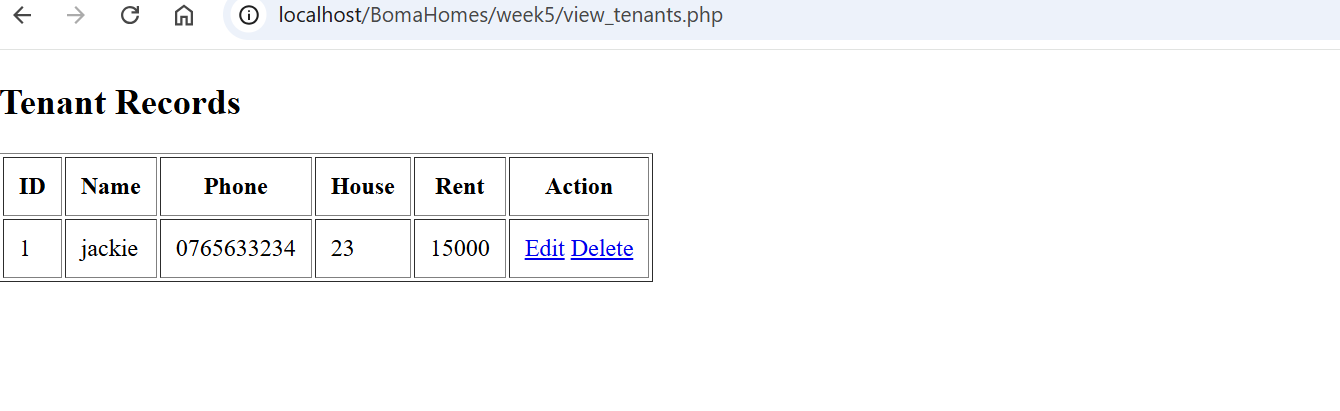 localhost/BomaHomes/week5/view_tenants.php
Tenant Records
ID Name Phone House Rent Action
1 jackie 0765633234 23 15000 Edit Delete